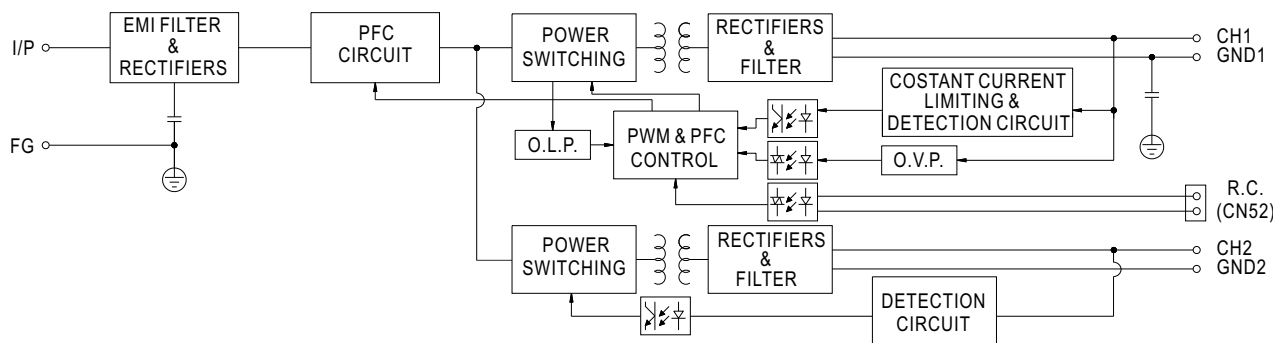 I/P
EMI FILTER
&
RECTIFIERS
PFC
CIRCUIT
POWER
SWITCHING
RECTIFIERS
&
FILTER
CH1
GND1
COSTANT CURRENT
LIMITING &
DETECTION CIRCUIT
FG
O.L.P.
PWM & PFC
CONTROL
O.V.P.
R.C.
(CN52)
POWER
SWITCHING
RECTIFIERS
&
FILTER
CH2
GND2
DETECTION
CIRCUIT